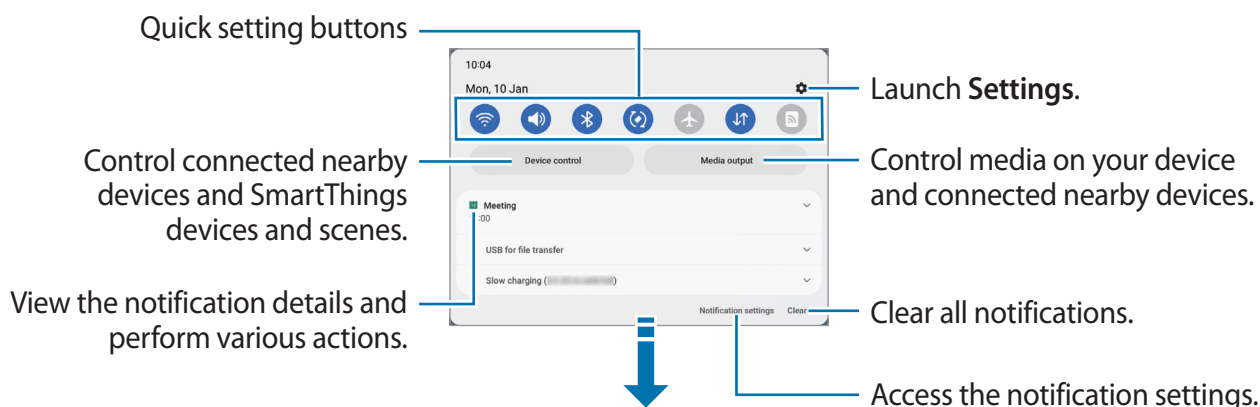 Quick setting buttons
10:04
Mon, 10 Jan
Launch Settings.
Control connected nearby
devices and SmartThings
devices and scenes.
Device control
Media output
Control media on your device
and connected nearby devices.
Meeting
:00
USB for file transfer
Slow charging ( )
View the notification details and
perform various actions.
Notification settings Clear
Clear all notifications.
Access the notification settings.